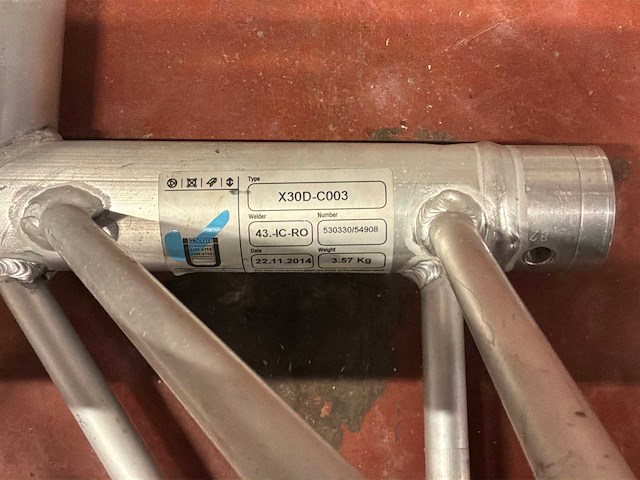 Type
X30D-C003
Welder
Number
43.-IC-RO
530330/54908
Date
Weight
22.11.2014
3.57 Kg